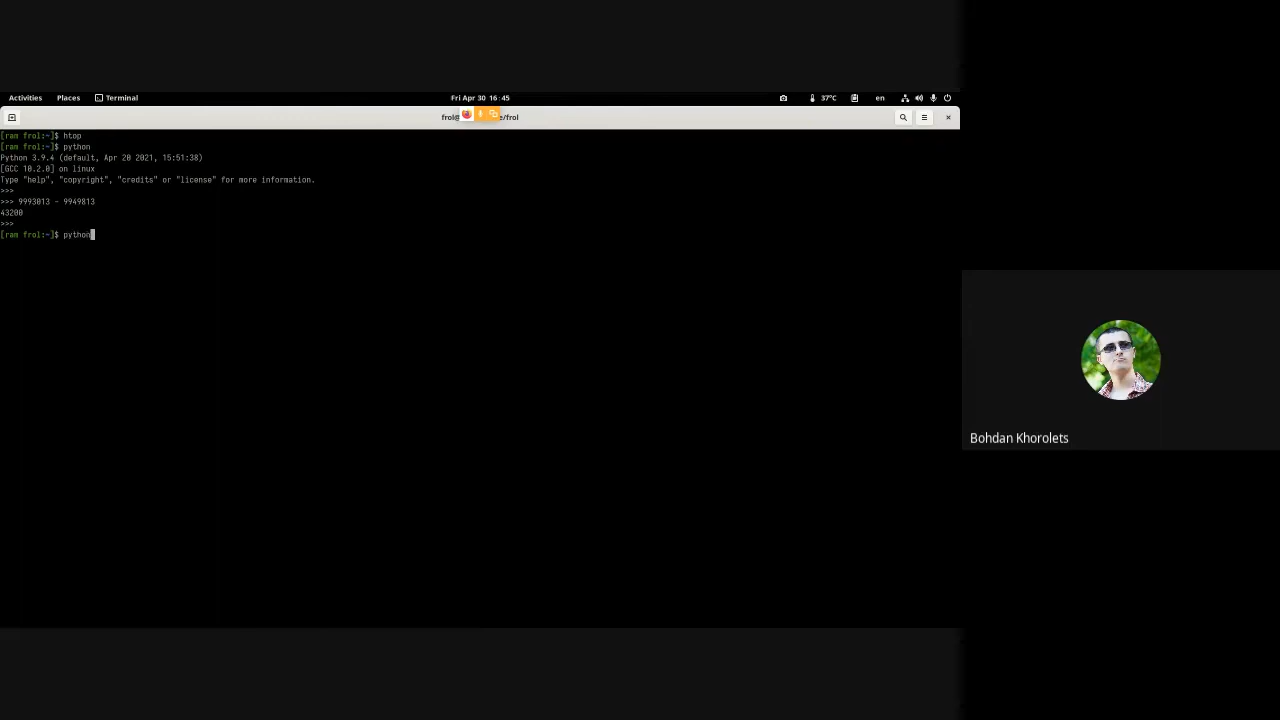 Activities Places Terminal Fri Apr 30 16:45 37°C en
frol@ e/frol
[ram frol:~]$ htop
[ram frol:~]$ python
Python 3.9.4 (default, Apr 20 2021, 15:51:38)
[GCC 10.2.0] on linux
Type "help", "copyright", "credits" or "license" for more information.
>>>
>>> 9993013 - 9949813
43200
>>>
[ram frol:~]$ python
Bohdan Khorolets